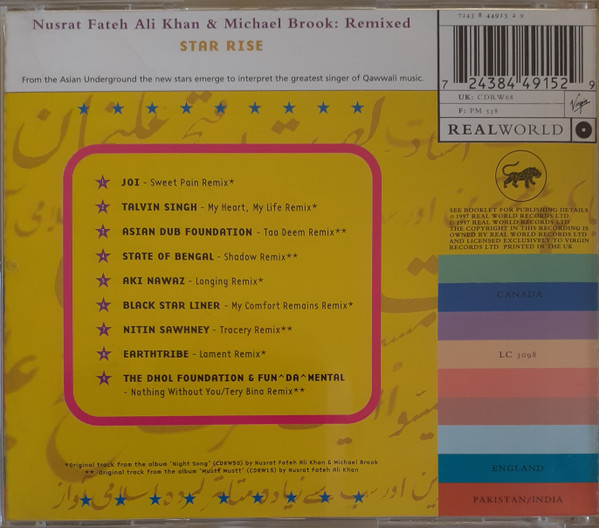 Nusrat Fateh Ali Khan & Michael Brook: Remixed
STAR RISE
From the Asian Underground the new stars emerge to interpret the greatest singer of Qawwali music.
7243 8 44915 2 9
7 24384 49152 9
UK: CDRW68
F: PM 538
Virgin
REALWORLD
JOI - Sweet Pain Remix*
TALVIN SINGH - My Heart, My Life Remix*
ASIAN DUB FOUNDATION - Taa Deem Remix**
STATE OF BENGAL - Shadow Remix**
AKI NAWAZ - Longing Remix*
BLACK STAR LINER - My Comfort Remains Remix*
NITIN SAWHNEY - Tracery Remix**
EARTHTRIBE - Lament Remix*
THE DHOL FOUNDATION & FUN^DA^MENTAL
- Nothing Without You/Tery Bina Remix**
*Original track from the album 'Night Song' (CDRW50) by Nusrat Fateh Ali Khan & Michael Brook
** Original track from the album 'Mustt Mustt' (CDRW15) by Nusrat Fateh Ali Khan
SEE BOOKLET FOR PUBLISHING DETAILS
℗ 1997 REAL WORLD RECORDS LTD
© 1997 REAL WORLD RECORDS LTD
THE COPYRIGHT IN THIS RECORDING IS
OWNED BY REAL WORLD RECORDS LTD
AND LICENSED EXCLUSIVELY TO VIRGIN
RECORDS LTD PRINTED IN THE UK
CANADA
LC 3098
ENGLAND
PAKISTAN/INDIA